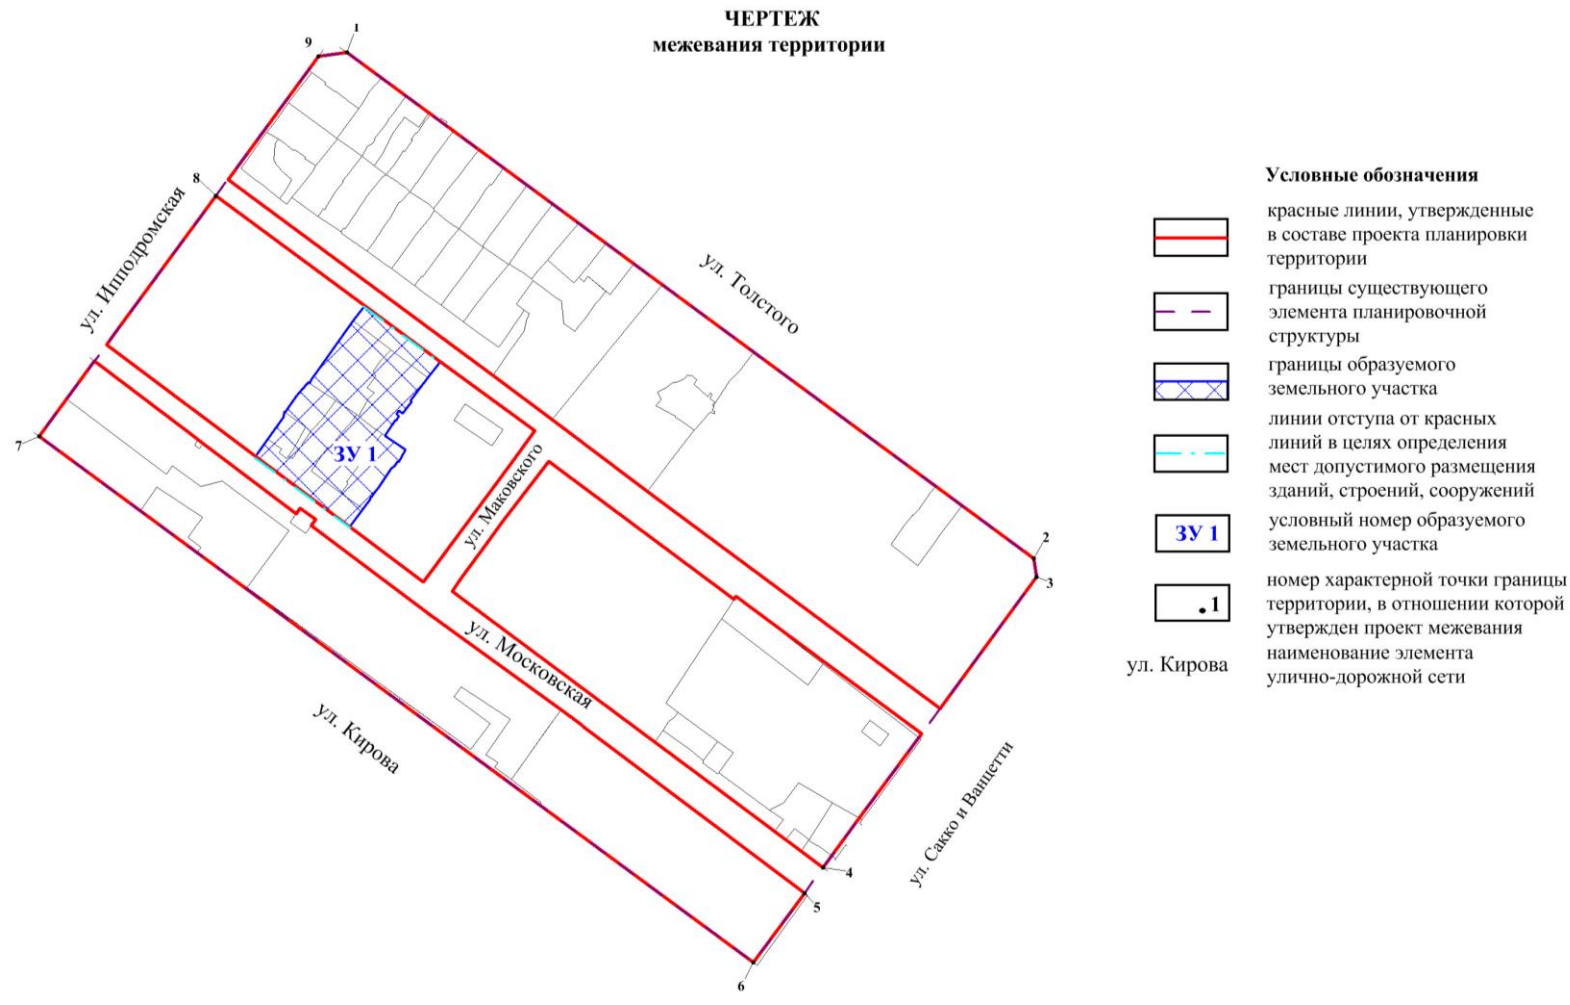 ЧЕРТЕЖ
межевания территории
1
9
8
ул. Ипподромская
ул. Толстого
ЗУ 1
ул. Маковского
7
2
3
ул. Московская
ул. Кирова
ул. Сакко и Ванцетти
4
5
6
Условные обозначения
красные линии, утвержденные
в составе проекта планировки
территории
границы существующего
элемента планировочной
структуры
границы образуемого
земельного участка
линии отступа от красных
линий в целях определения
мест допустимого размещения
зданий, строений, сооружений
ЗУ 1
условный номер образуемого
земельного участка
.1
номер характерной точки границы
территории, в отношении которой
утвержден проект межевания
ул. Кирова
наименование элемента
улично-дорожной сети